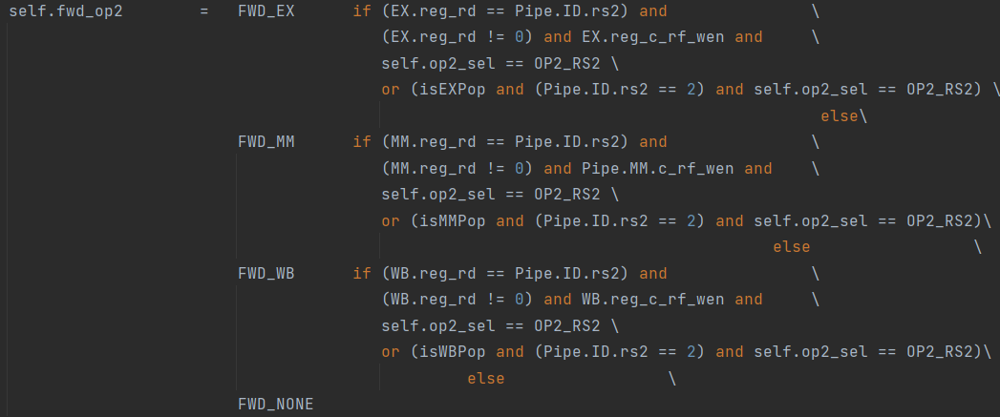 self.fwd_op2 = FWD_EX if (EX.reg_rd == Pipe.ID.rs2) and \
(EX.reg_rd != 0) and EX.reg_c_rf_wen and \
self.op2_sel == OP2_RS2 \
or (isEXPop and (Pipe.ID.rs2 == 2) and self.op2_sel == OP2_RS2) \
else\
FWD_MM if (MM.reg_rd == Pipe.ID.rs2) and \
(MM.reg_rd != 0) and Pipe.MM.c_rf_wen and \
self.op2_sel == OP2_RS2 \
or (isMMPop and (Pipe.ID.rs2 == 2) and self.op2_sel == OP2_RS2)\
else \
FWD_WB if (WB.reg_rd == Pipe.ID.rs2) and \
(WB.reg_rd != 0) and WB.reg_c_rf_wen and \
self.op2_sel == OP2_RS2 \
or (isWBPop and (Pipe.ID.rs2 == 2) and self.op2_sel == OP2_RS2)\
else \
FWD_NONE